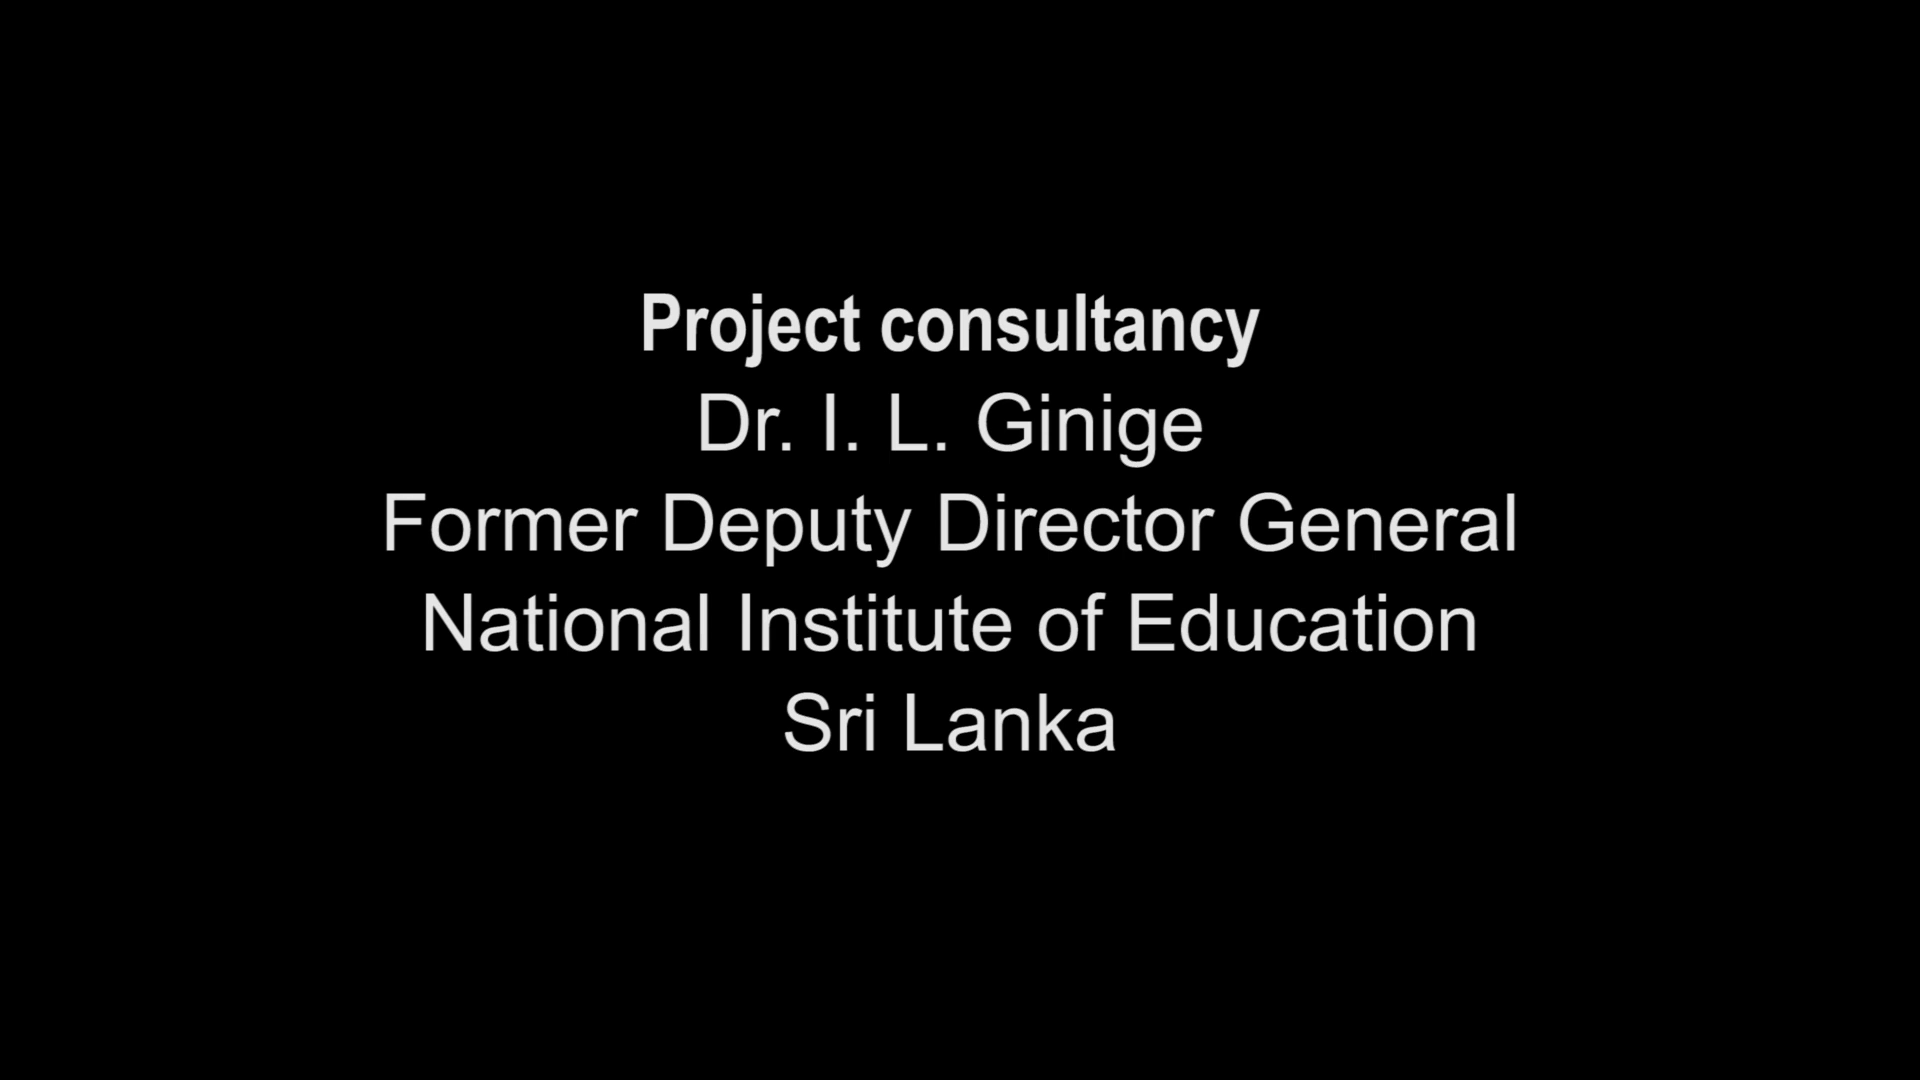 Project consultancy
Dr. I. L. Ginige
Former Deputy Director General
National Institute of Education
Sri Lanka